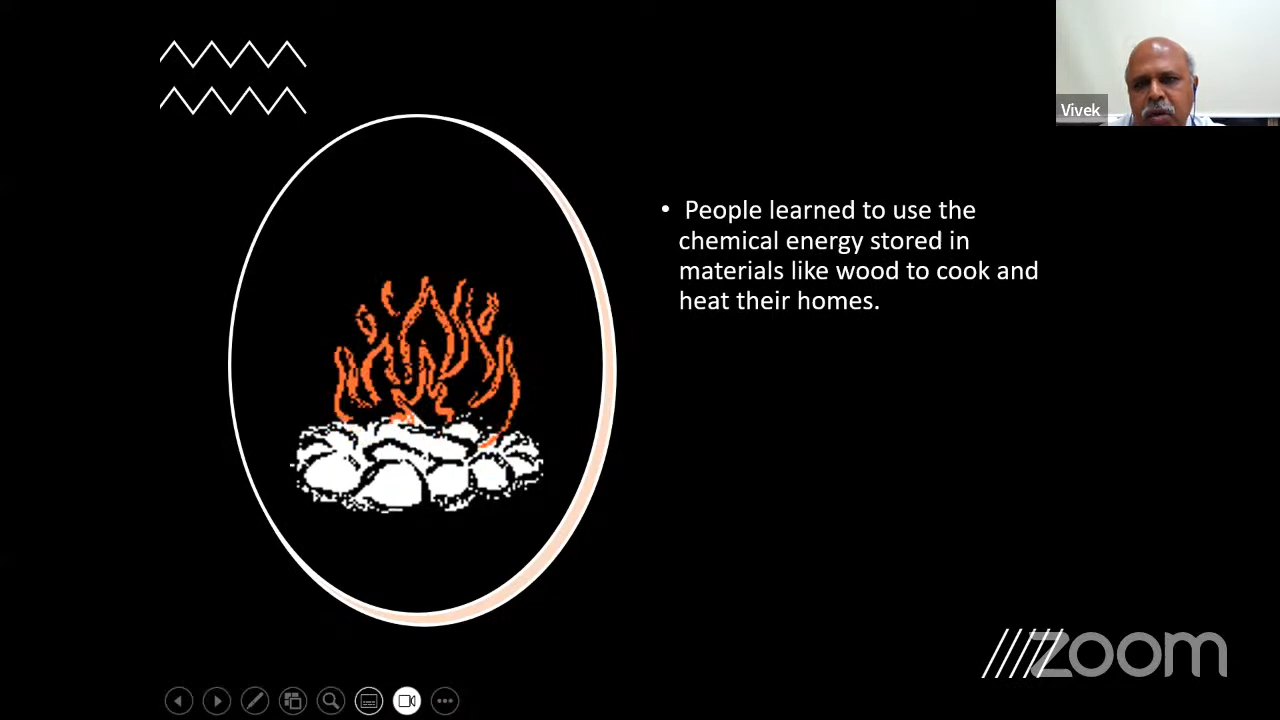 Vivek
• People learned to use the
chemical energy stored in
materials like wood to cook and
heat their homes.
zoom